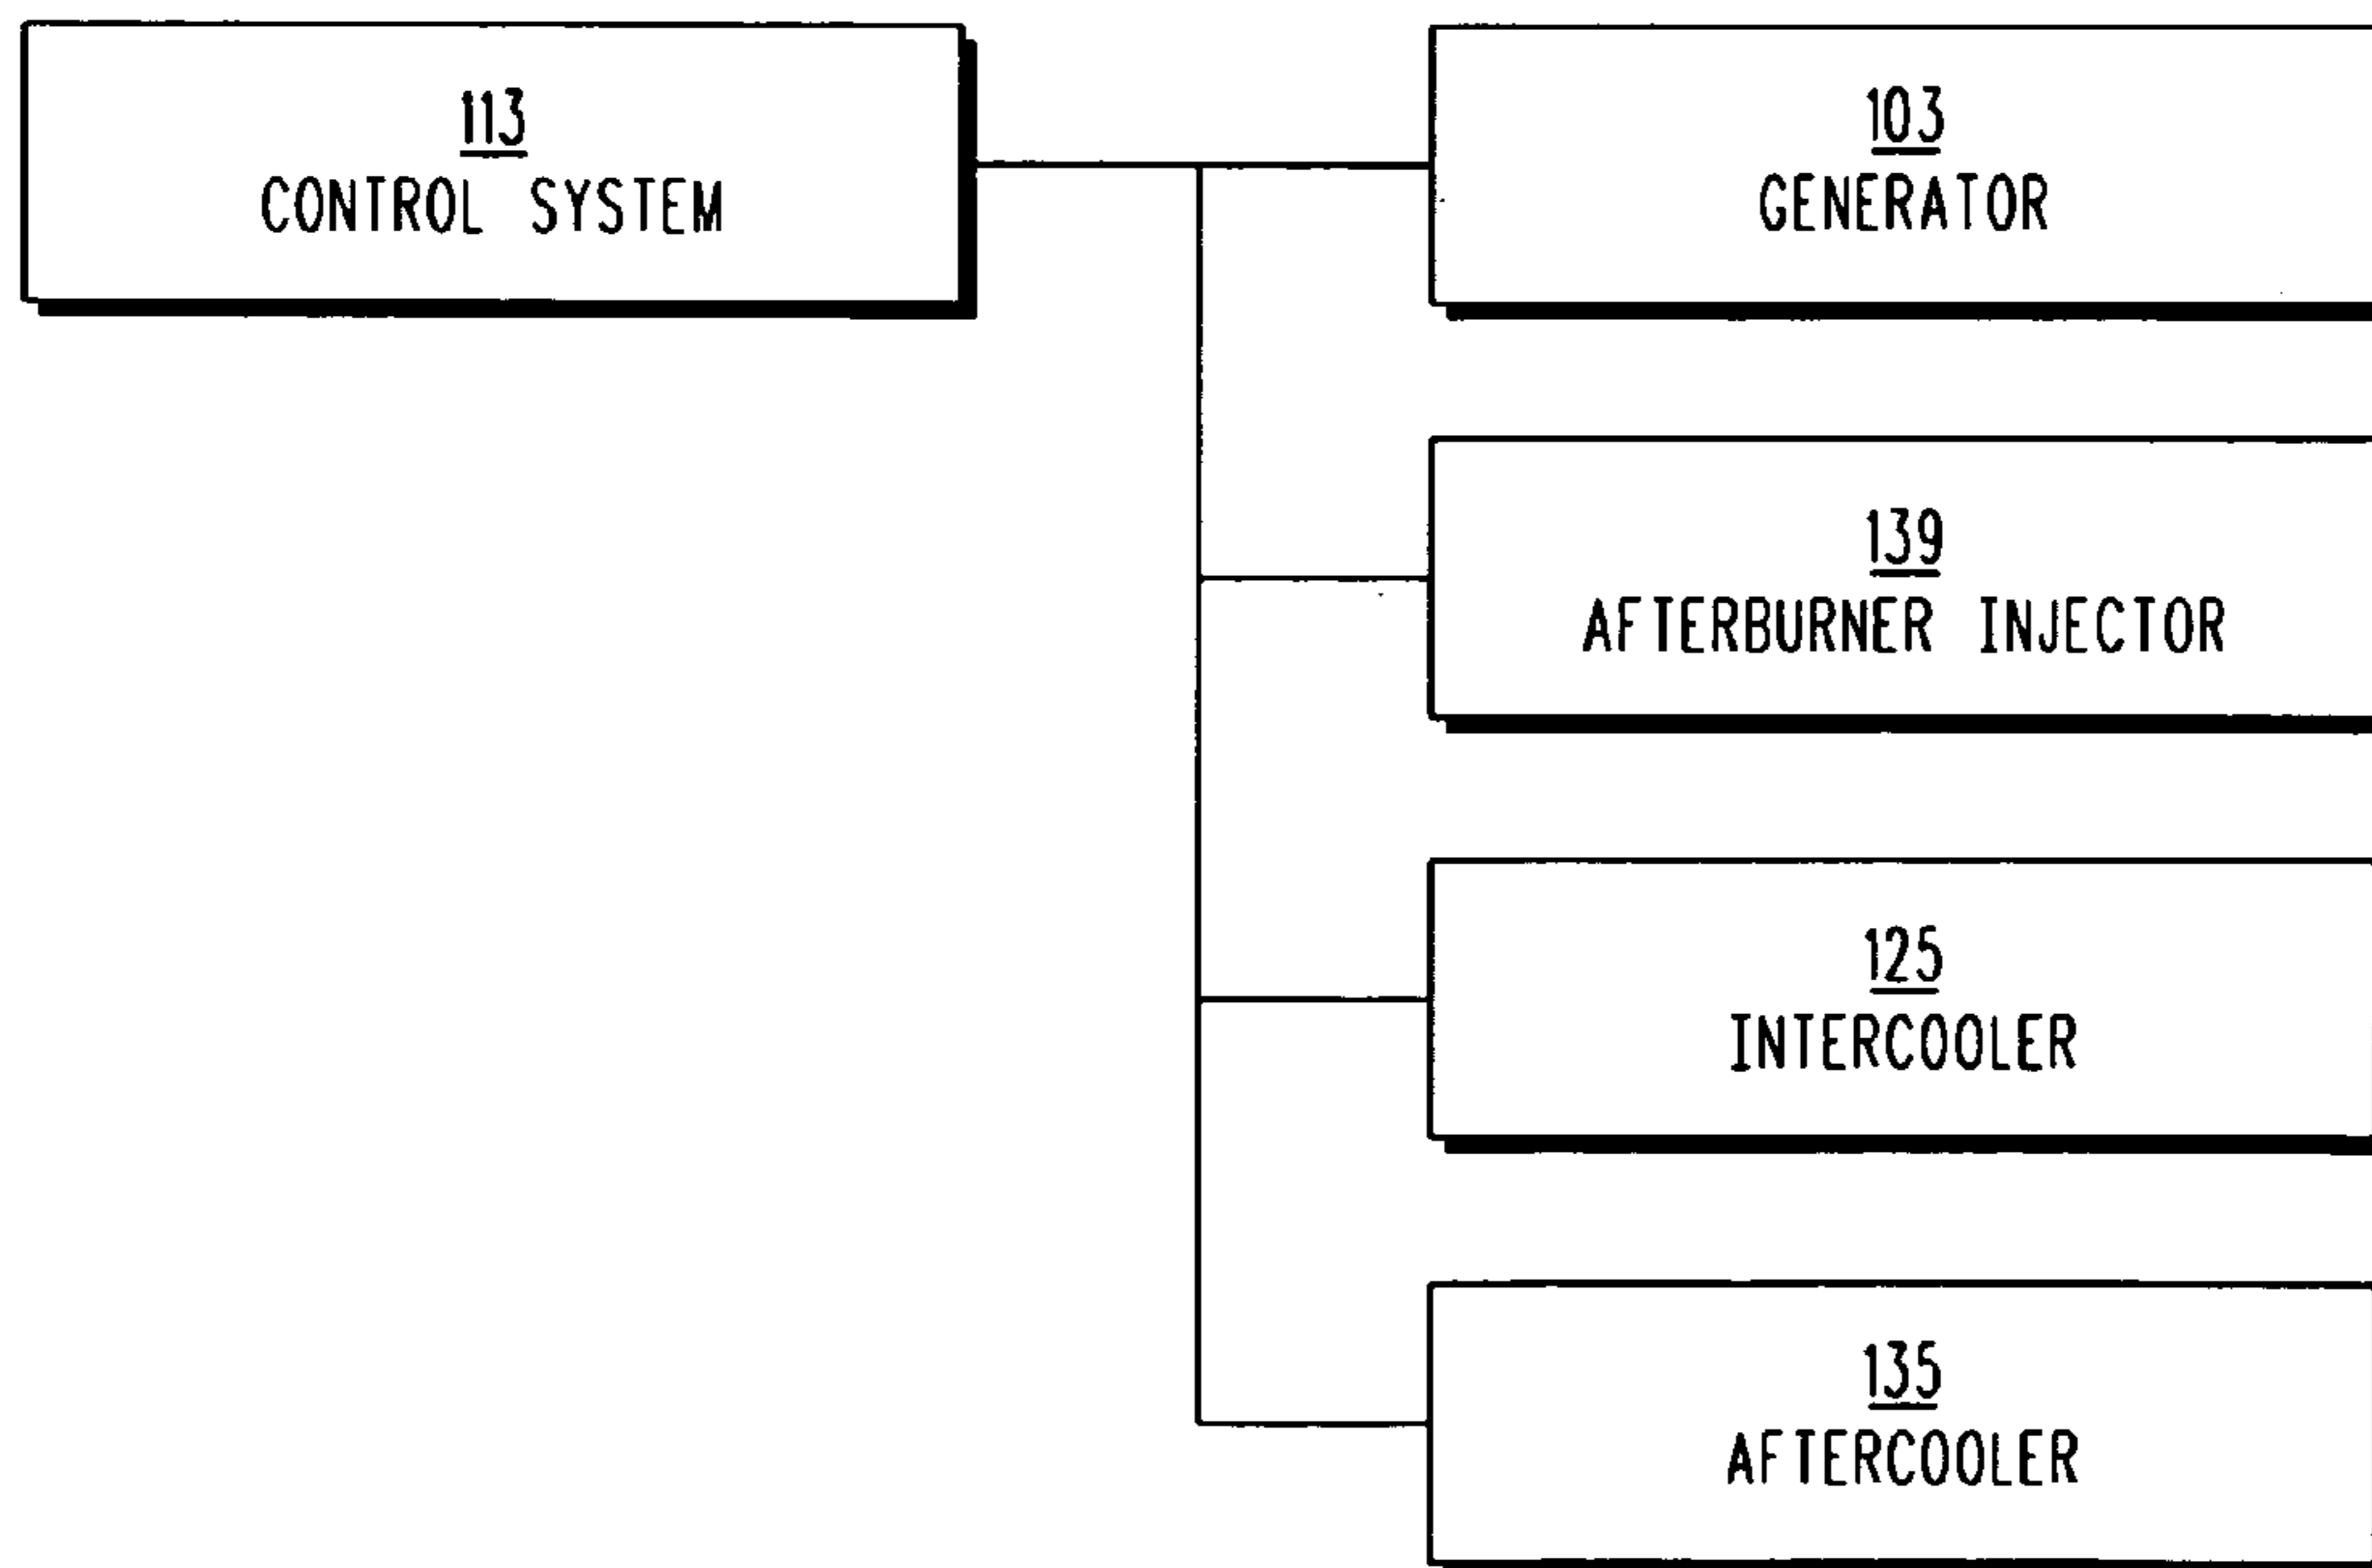 113
CONTROL SYSTEM
103
GENERATOR
139
AFTERBURNER INJECTOR
125
INTERCOOLER
135
AFTERCOOLER